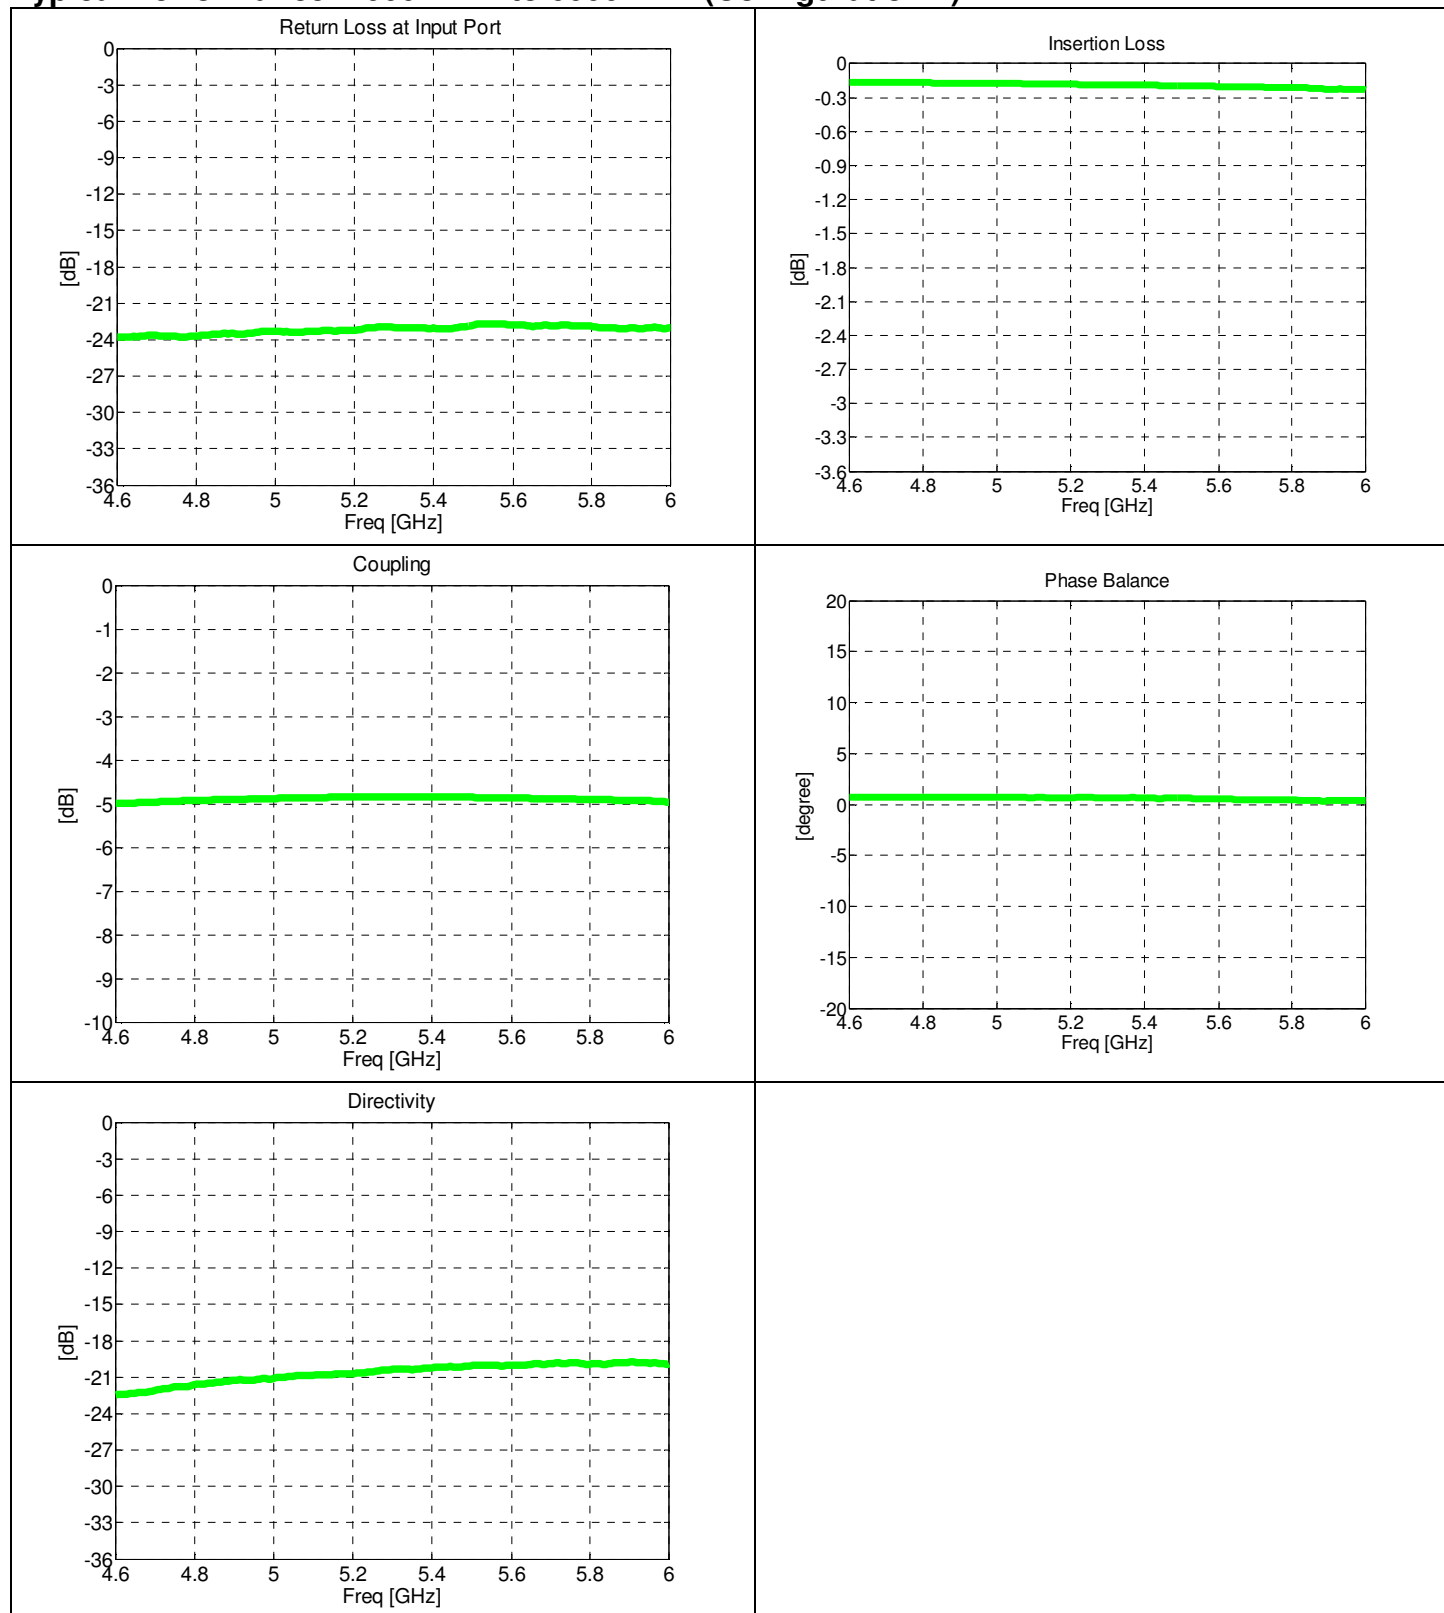 Return Loss at Input Port
0
-3
-6
-9
-12
-15
-18
-21
-24
-27
-30
-33
-36
[dB]
4.6 4.8 5 5.2 5.4 5.6 5.8 6
Freq [GHz]
Insertion Loss
0
-0.3
-0.6
-0.9
-1.2
-1.5
-1.8
-2.1
-2.4
-2.7
-3
-3.3
-3.6
[dB]
4.6 4.8 5 5.2 5.4 5.6 5.8 6
Freq [GHz]
Coupling
0
-1
-2
-3
-4
-5
-6
-7
-8
-9
-10
[dB]
4.6 4.8 5 5.2 5.4 5.6 5.8 6
Freq [GHz]
Phase Balance
20
15
10
5
0
-5
-10
-15
-20
[degree]
4.6 4.8 5 5.2 5.4 5.6 5.8 6
Freq [GHz]
Directivity
0
-3
-6
-9
-12
-15
-18
-21
-24
-27
-30
-33
-36
[dB]
4.6 4.8 5 5.2 5.4 5.6 5.8 6
Freq [GHz]